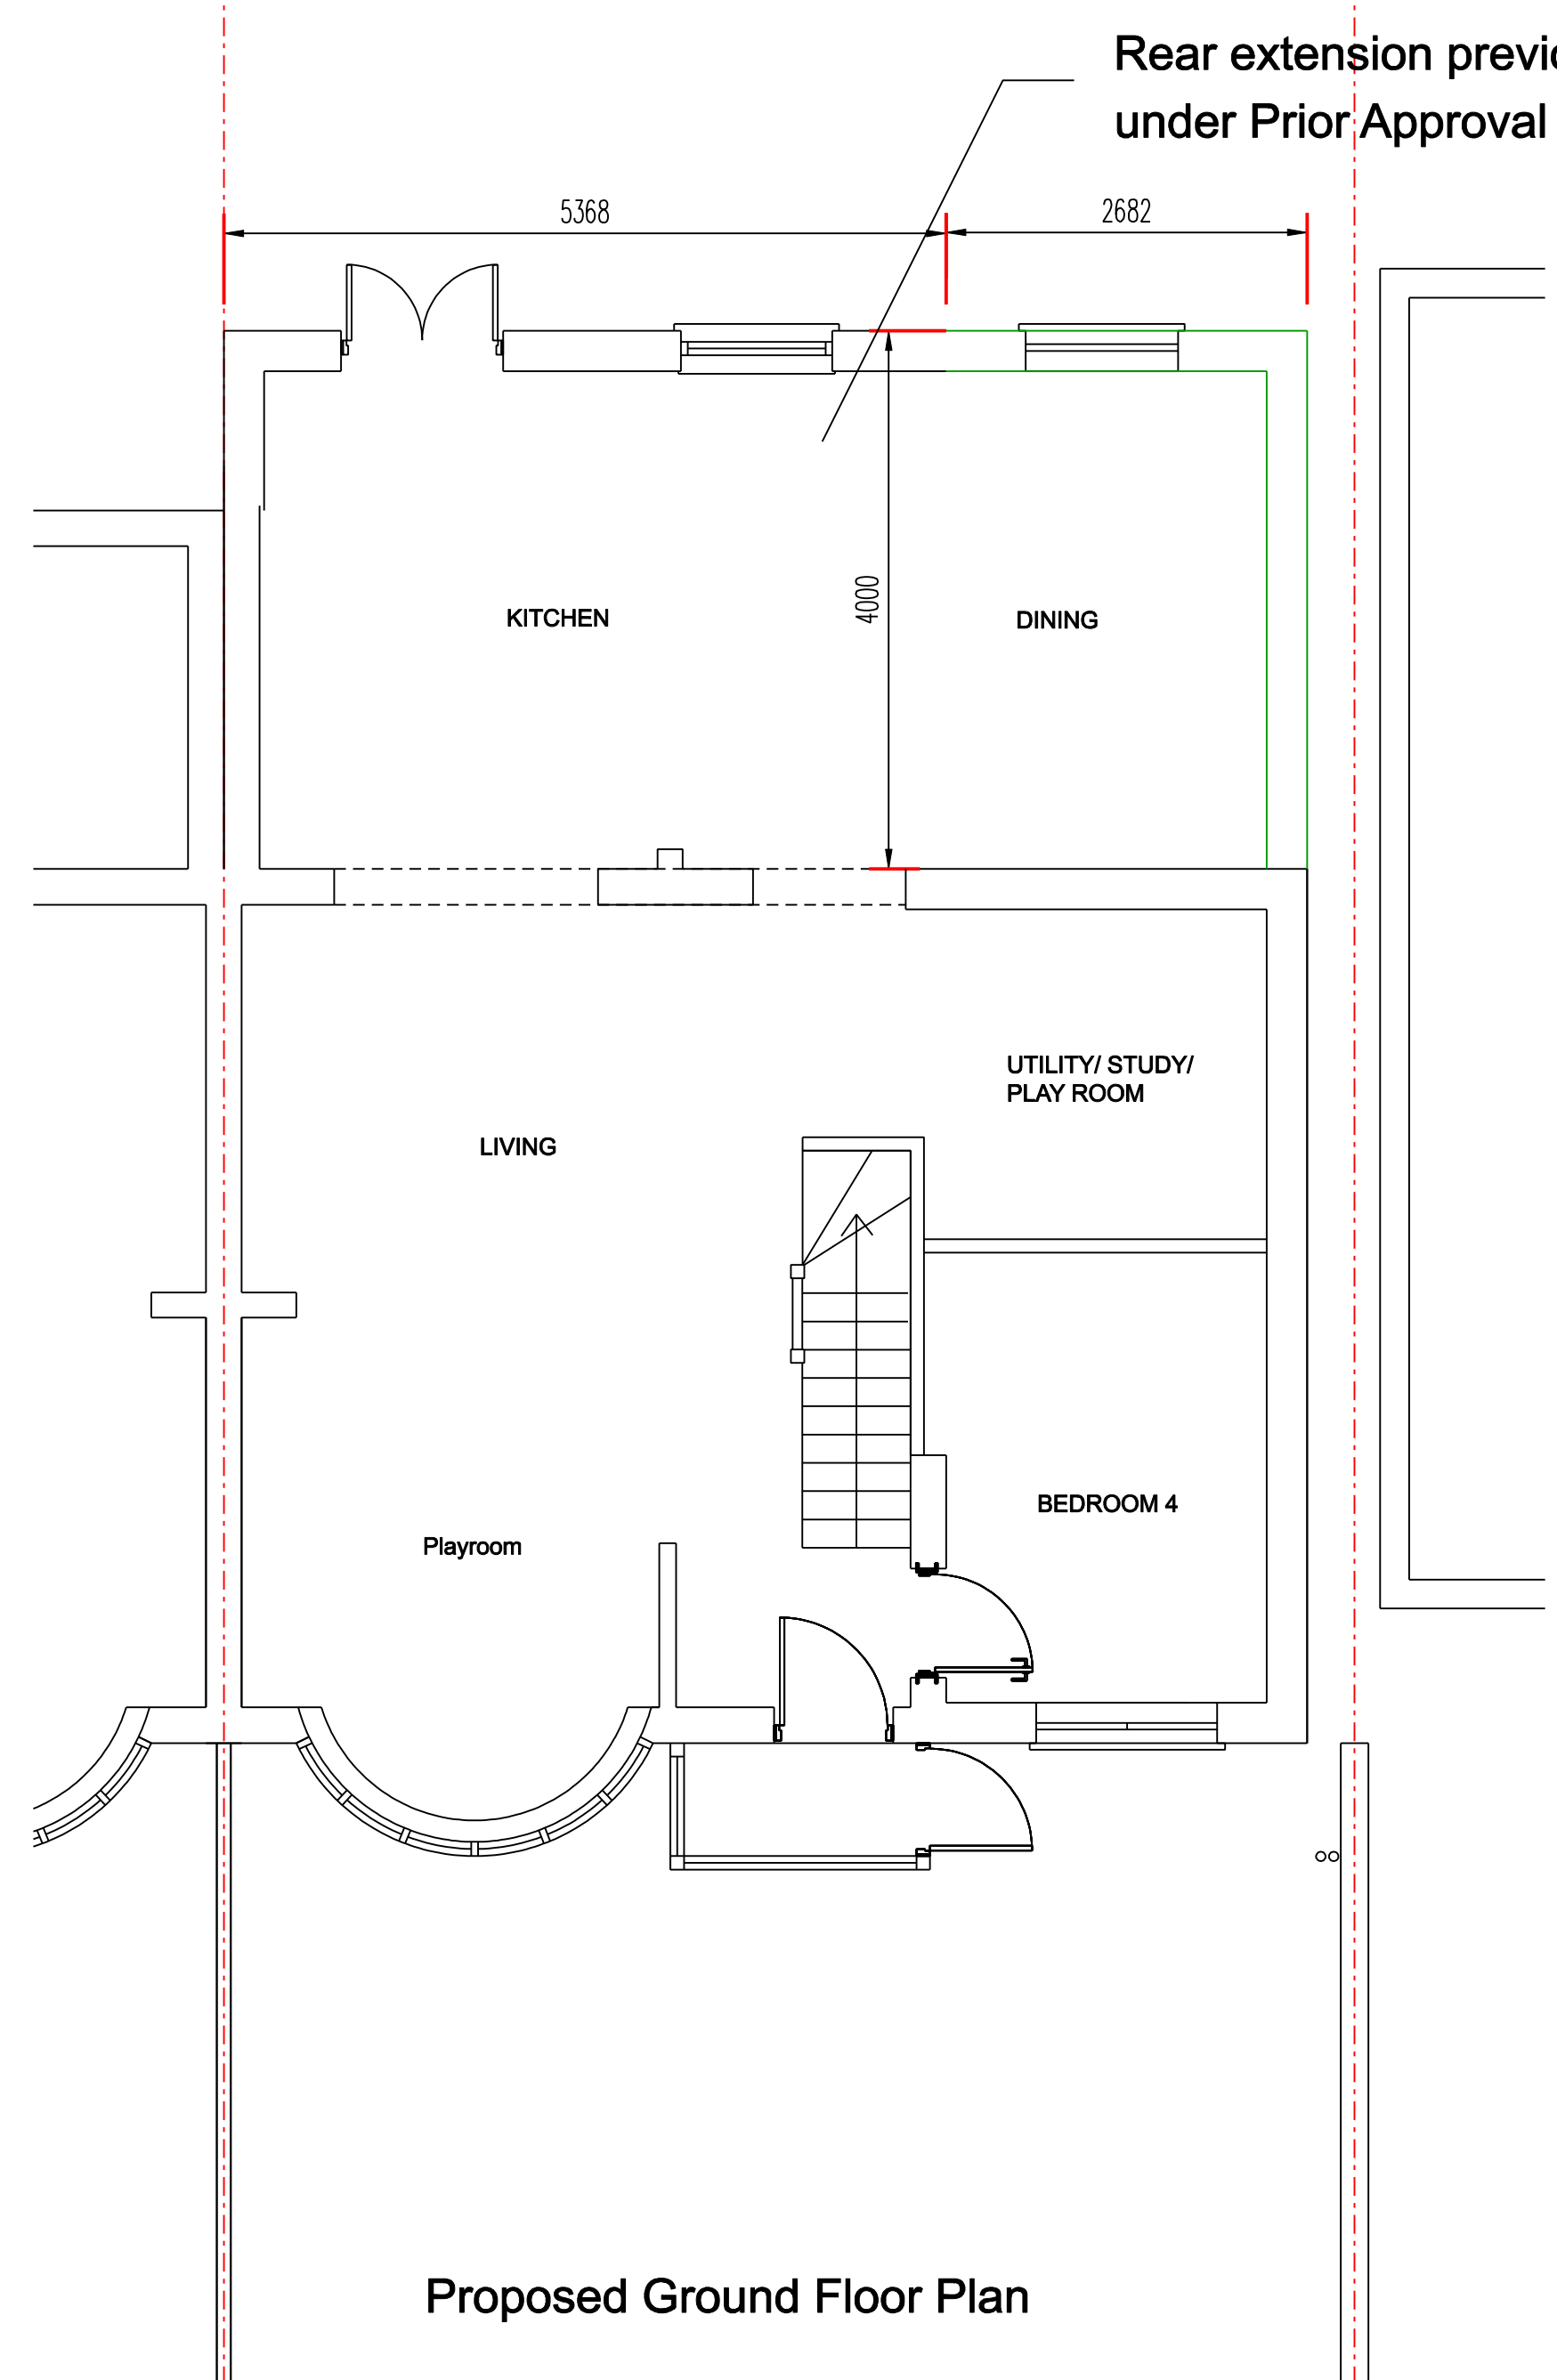 Rear extension
under Prior Approval
5368
2682
4000
KITCHEN
DINING
UTILITY/ STUDY/
PLAY ROOM
LIVING
BEDROOM 4
Playroom
Proposed Ground Floor Plan